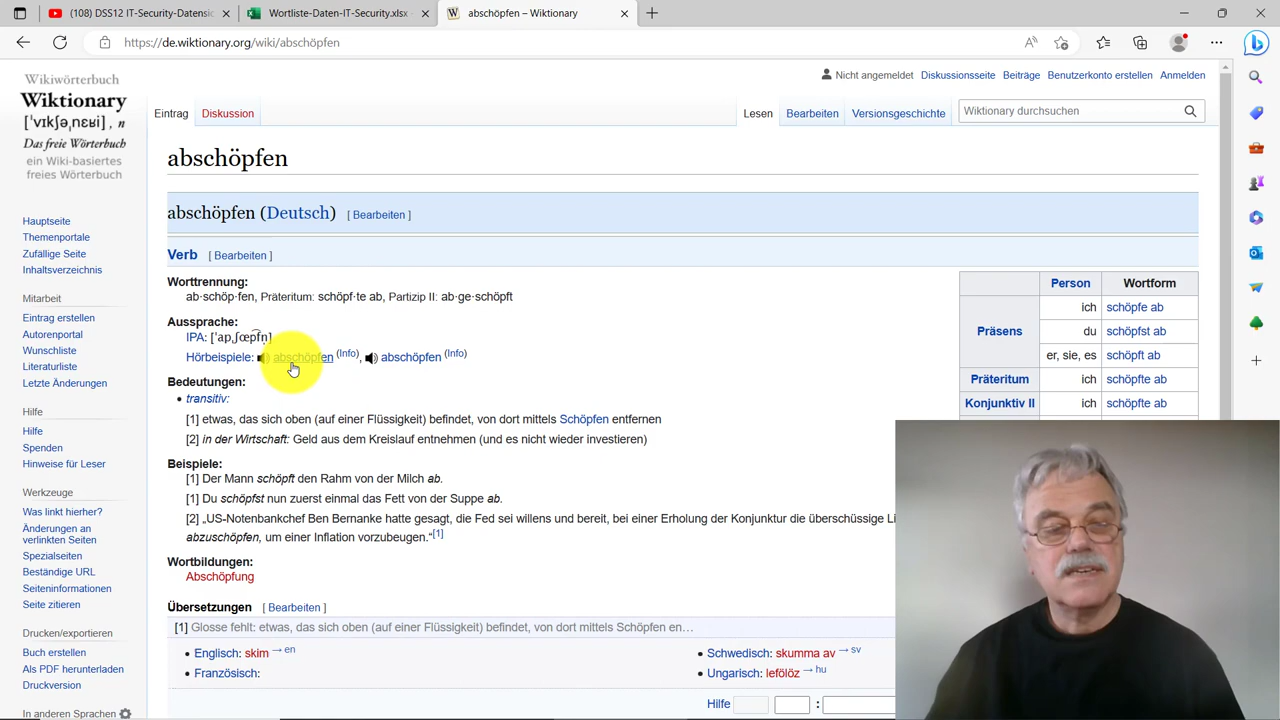 (108) DSS12 IT-Security-Datensic
Wortliste-Daten-IT-Security.xlsx -
abschöpfen – Wiktionary
https://de.wiktionary.org/wiki/abschöpfen
Wikiwörterbuch
Wiktionary
[ˈvɪkʃəˌnɛʁi], n
Das freie Wörterbuch
ein Wiki-basiertes
freies Wörterbuch
Nicht angemeldet Diskussionsseite Beiträge Benutzerkonto erstellen Anmelden
Eintrag Diskussion Lesen Bearbeiten Versionsgeschichte Wiktionary durchsuchen
Hauptseite
Themenportale
Zufällige Seite
Inhaltsverzeichnis
Mitarbeit
Eintrag erstellen
Autorenportal
Wunschliste
Literaturliste
Letzte Änderungen
Hilfe
Hilfe
Spenden
Hinweise für Leser
Werkzeuge
Was linkt hierher?
Änderungen an
verlinkten Seiten
Spezialseiten
Beständige URL
Seiteninformationen
Seite zitieren
Drucken/exportieren
Buch erstellen
Als PDF herunterladen
Druckversion
In anderen Sprachen
abschöpfen
abschöpfen (Deutsch) [ Bearbeiten ]
Verb [ Bearbeiten ]
Worttrennung:
ab·schöp·fen, Präteritum: schöpf·te ab, Partizip II: ab·ge·schöpft
Aussprache:
IPA: [ˈapˌʃœp͡fn̩]
Hörbeispiele: abschöpfen (Info), abschöpfen (Info)
Bedeutungen:
• transitiv:
[1] etwas, das sich oben (auf einer Flüssigkeit) befindet, von dort mittels Schöpfen entfernen
[2] in der Wirtschaft: Geld aus dem Kreislauf entnehmen (und es nicht wieder investieren)
Beispiele:
[1] Der Mann schöpft den Rahm von der Milch ab.
[1] Du schöpfst nun zuerst einmal das Fett von der Suppe ab.
[2] „US-Notenbankchef Ben Bernanke hatte gesagt, die Fed sei willens und bereit, bei einer Erholung der Konjunktur die überschüssige Li
abzuschöpfen, um einer Inflation vorzubeugen.“[1]
Wortbildungen:
Abschöpfung
Übersetzungen [ Bearbeiten ]
[1] Glosse fehlt: etwas, das sich oben (auf einer Flüssigkeit) befindet, von dort mittels Schöpfen en…
• Englisch: skim → en
• Französisch:
• Schwedisch: skumma av → sv
• Ungarisch: lefölöz → hu
Hilfe :
Person Wortform
Präsens ich schöpfe ab
du schöpfst ab
er, sie, es schöpft ab
Präteritum ich schöpfte ab
Konjunktiv II ich schöpfte ab